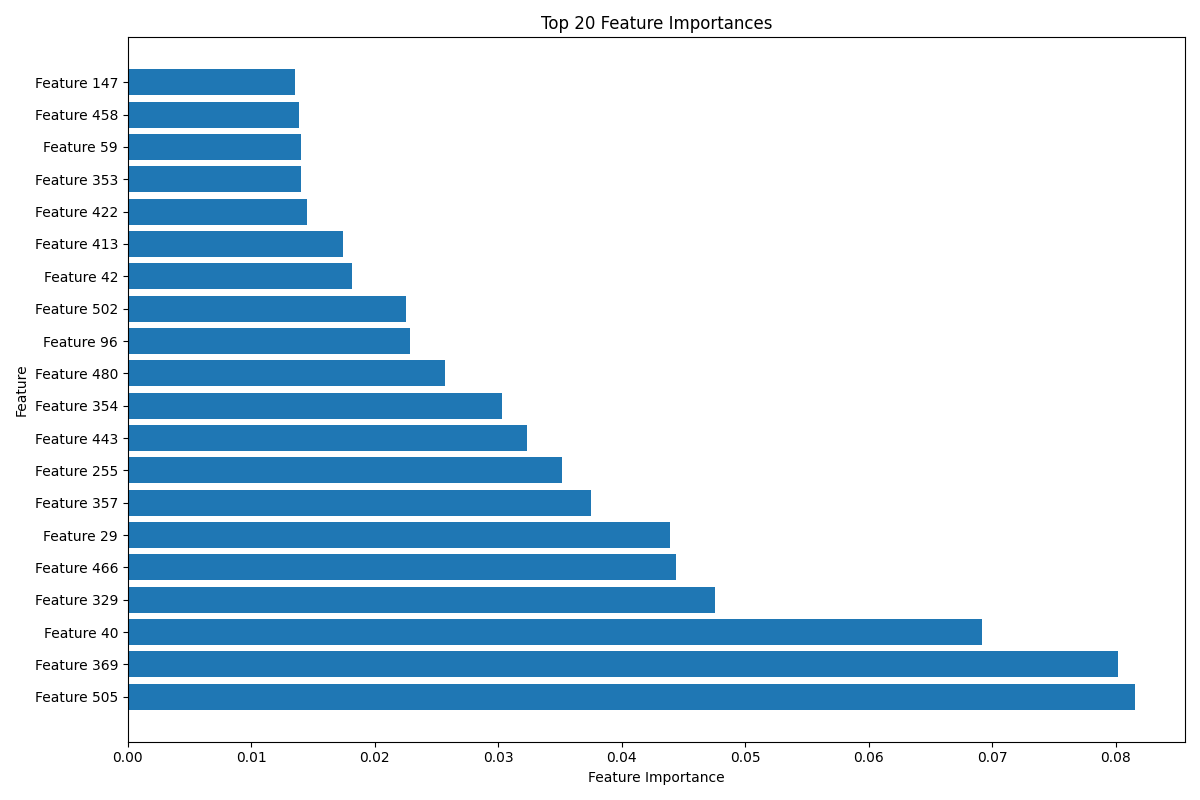 Top 20 Feature Importances
Feature 147
Feature 458
Feature 59
Feature 353
Feature 422
Feature 413
Feature 42
Feature 502
Feature 96
Feature 480
Feature 354
Feature 443
Feature 255
Feature 357
Feature 29
Feature 466
Feature 329
Feature 40
Feature 369
Feature 505
Feature
0.00 0.01 0.02 0.03 0.04 0.05 0.06 0.07 0.08
Feature Importance